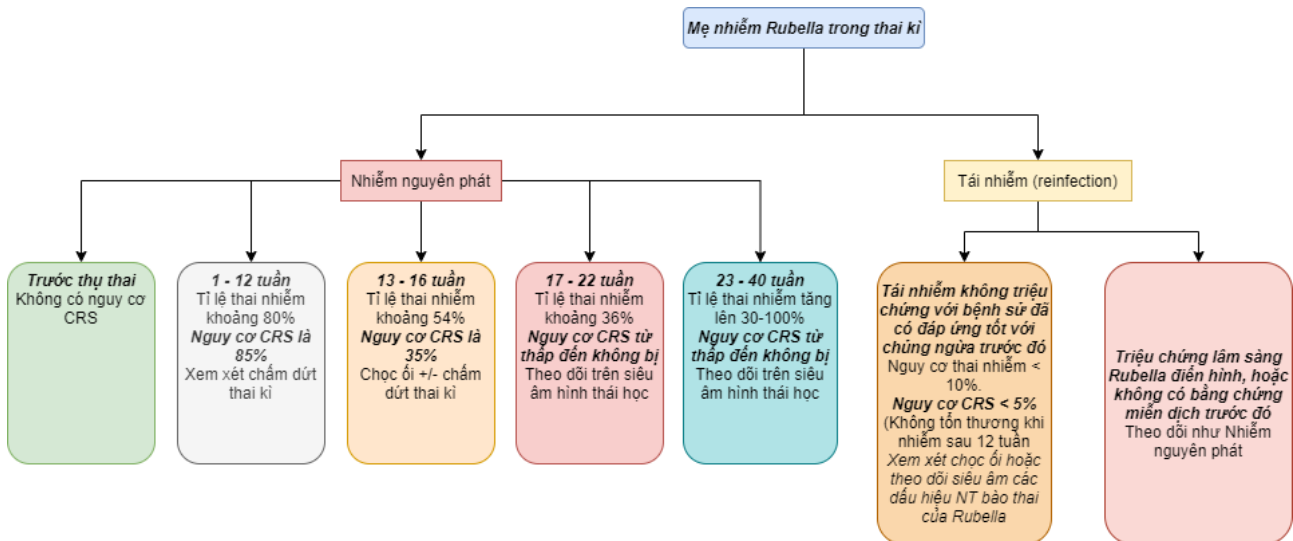 Mẹ nhiễm Rubella trong thai kì
Nhiễm nguyên phát
Tái nhiễm (reinfection)
Trước thụ thai
Không có nguy cơ
CRS
1 - 12 tuần
Tỉ lệ thai nhiễm
khoảng 80%
Nguy cơ CRS là
85%
Xem xét chấm dứt
thai kì
13 - 16 tuần
Tỉ lệ thai nhiễm
khoảng 54%
Nguy cơ CRS là
35%
Chọc ối +/- chấm
dứt thai kì
17 - 22 tuần
Tỉ lệ thai nhiễm
khoảng 36%
Nguy cơ CRS từ
thấp đến không bị
Theo dõi trên siêu
âm hình thái học
23 - 40 tuần
Tỉ lệ thai nhiễm tăng
lên 30-100%
Nguy cơ CRS từ
thấp đến không bị
Theo dõi trên siêu
âm hình thái học
Tái nhiễm không triệu
chứng với bệnh sử đã
có đáp ứng tốt với
chủng ngừa trước đó
Nguy cơ thai nhiễm <
10%.
Nguy cơ CRS < 5%
(Không tổn thương khi
nhiễm sau 12 tuần
Xem xét chọc ối hoặc
theo dõi siêu âm các
dấu hiệu NT bào thai
của Rubella
Triệu chứng lâm sàng
Rubella điển hình, hoặc
không có bằng chứng
miễn dịch trước đó
Theo dõi như Nhiễm
nguyên phát